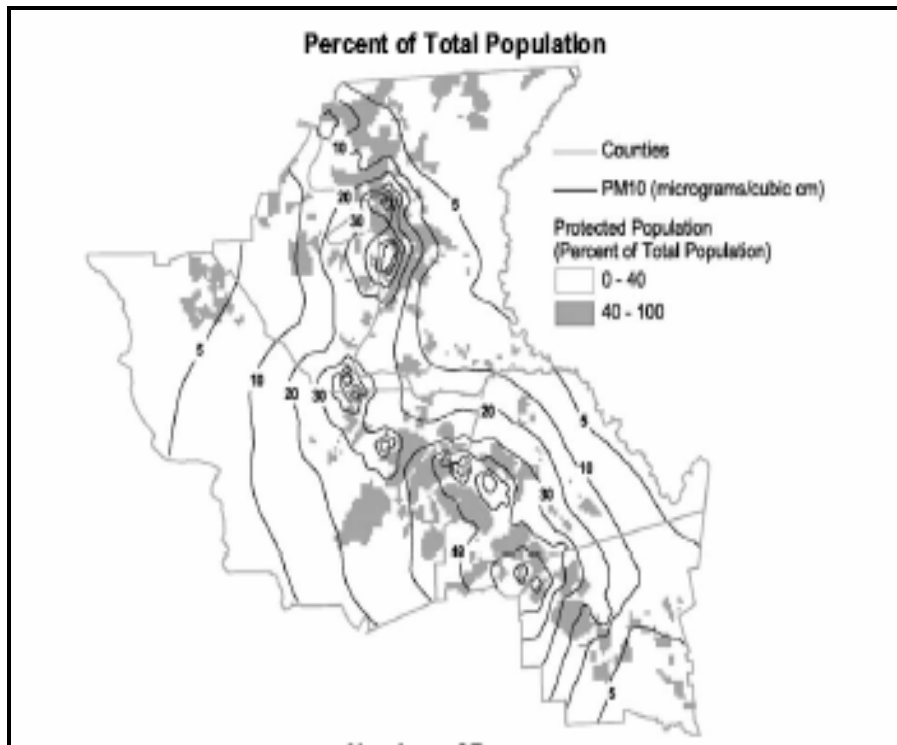 Percent of Total Population
Counties
PM10 (micrograms/cubic cm)
Protected Population
(Percent of Total Population)
0 - 40
40 - 100
10
20
30
5
5
10
20
30
20
5
10
30
40
5